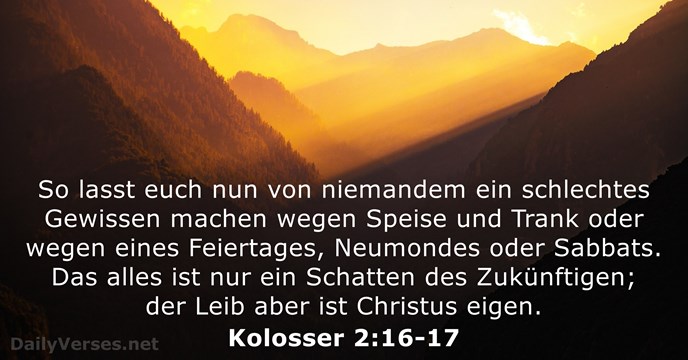 So lasst euch nun von niemandem ein schlechtes
Gewissen machen wegen Speise und Trank oder
wegen eines Feiertages, Neumondes oder Sabbats.
Das alles ist nur ein Schatten des Zukünftigen;
der Leib aber ist Christus eigen.
Kolosser 2:16-17
DailyVerses.net